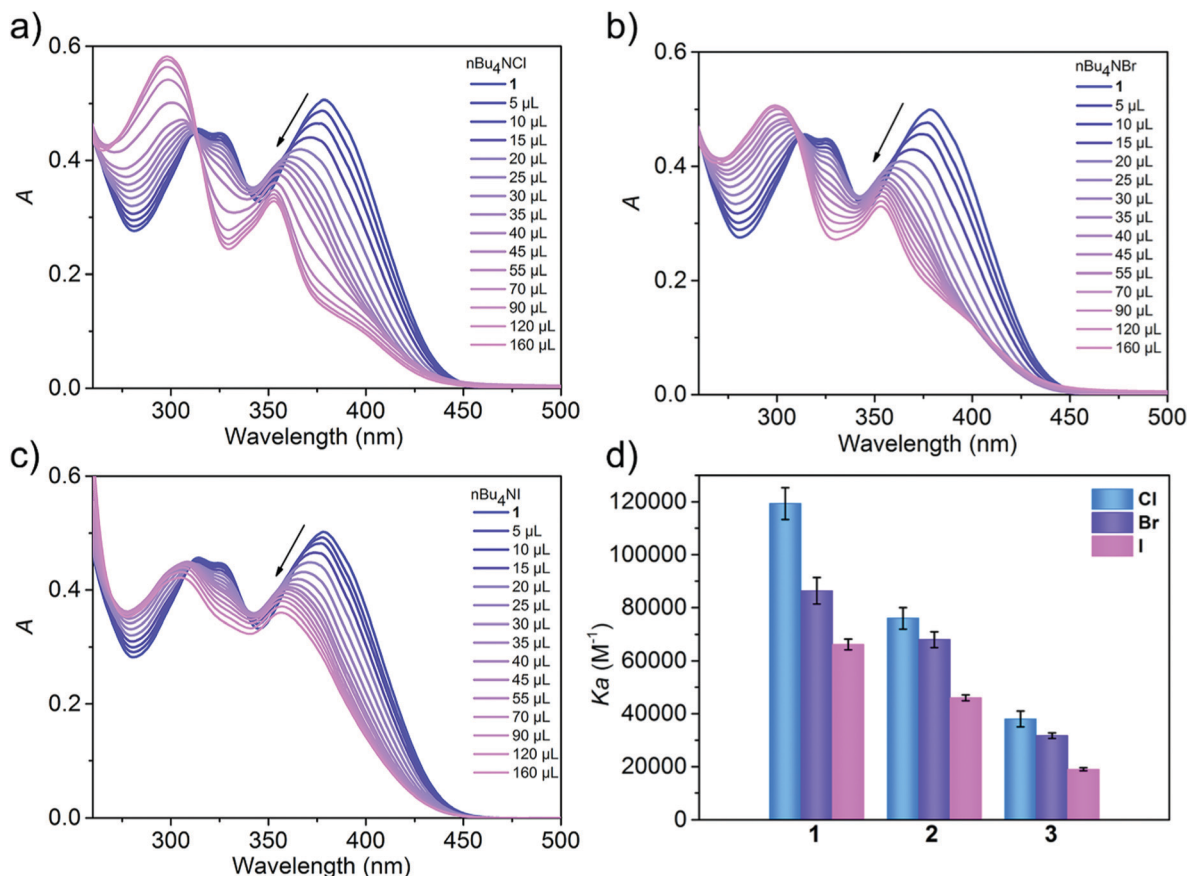 a)
0.6
0.4
0.2
0.0
A
300 350 400 450 500
Wavelength (nm)
nBu4NCl
1
5 µL
10 µL
15 µL
20 µL
25 µL
30 µL
35 µL
40 µL
45 µL
55 µL
70 µL
90 µL
120 µL
160 µL
b)
0.6
0.4
0.2
0.0
A
300 350 400 450 500
Wavelength (nm)
nBu4NBr
1
5 µL
10 µL
15 µL
20 µL
25 µL
30 µL
35 µL
40 µL
45 µL
55 µL
70 µL
90 µL
120 µL
160 µL
c)
0.6
0.4
0.2
0.0
A
300 350 400 450 500
Wavelength (nm)
nBu4NI
1
5 µL
10 µL
15 µL
20 µL
25 µL
30 µL
35 µL
40 µL
45 µL
55 µL
70 µL
90 µL
120 µL
160 µL
d)
120000
100000
80000
60000
40000
20000
0
Ka (M-1)
1 2 3
Cl
Br
I